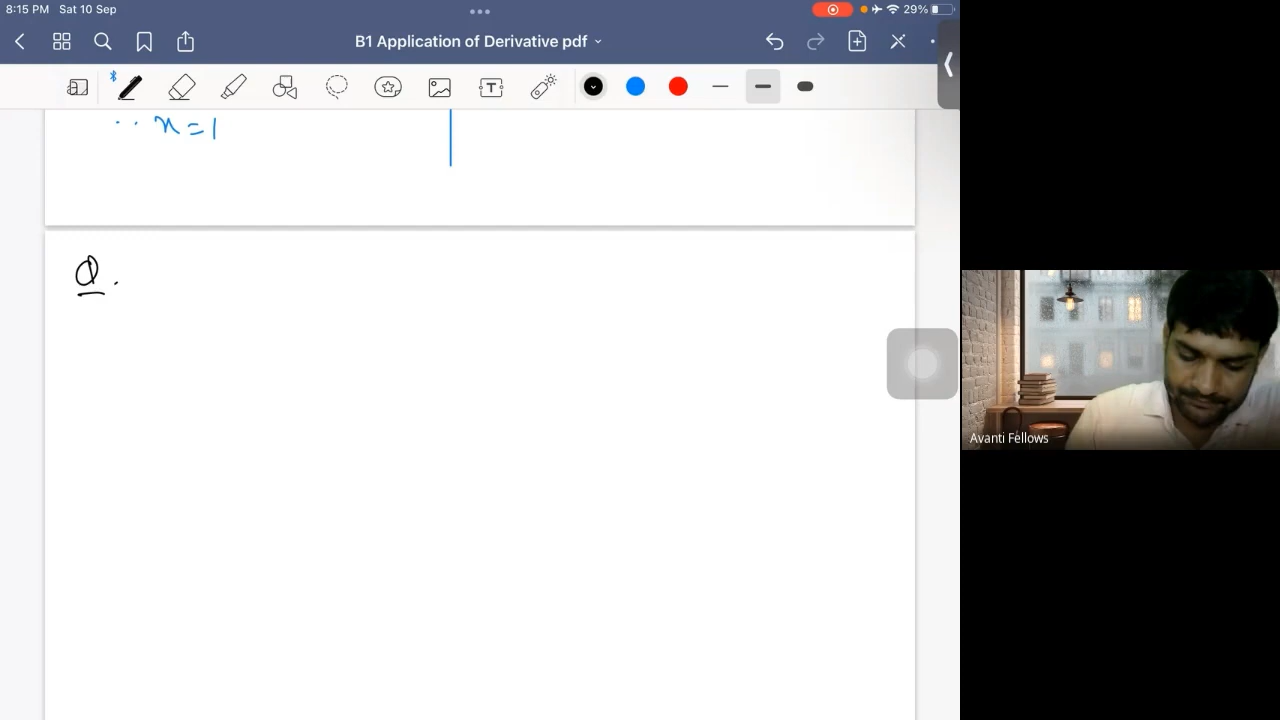 8:15 PM Sat 10 Sep
29%
B1 Application of Derivative pdf
T
∴ x=1
Q.
Avanti Fellows